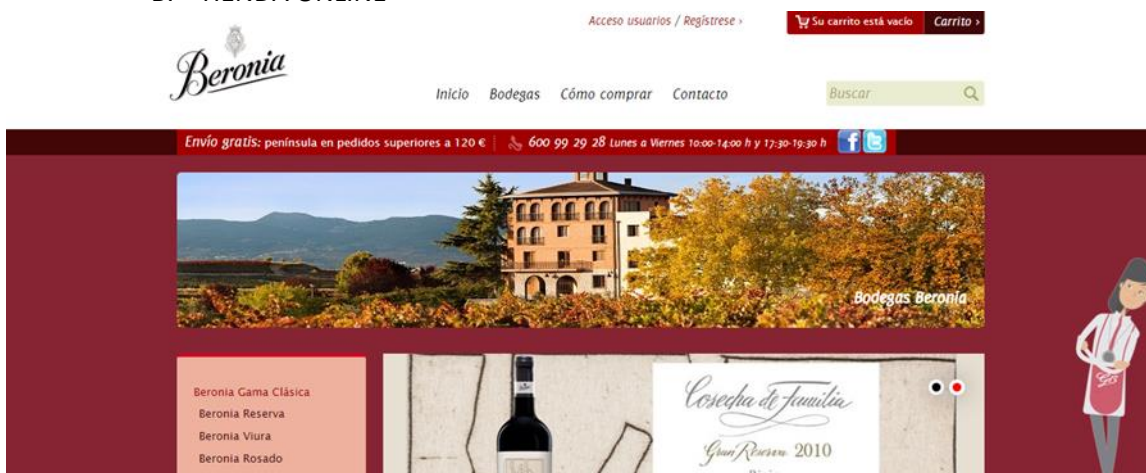 TIENDA ONLINE
Acceso usuarios / Regístrese ›
Su carrito está vacío Carrito ›
Beronia
Inicio Bodegas Cómo comprar Contacto
Buscar
Envío gratis: península en pedidos superiores a 120 € | 600 99 29 28 Lunes a Viernes 10:00-14:00 h y 17:30-19:30 h
Bodegas Beronia
Beronia Gama Clásica
Beronia Reserva
Beronia Viura
Beronia Rosado
Cosecha de Familia
Gran Reserva 2010